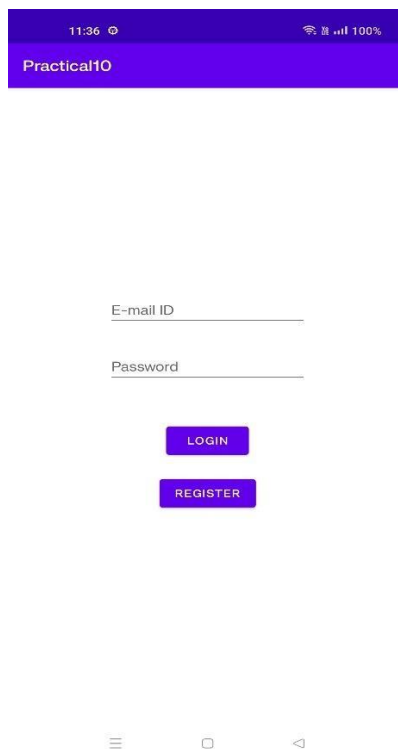 11:36 100%
Practical10
E-mail ID
Password
LOGIN
REGISTER